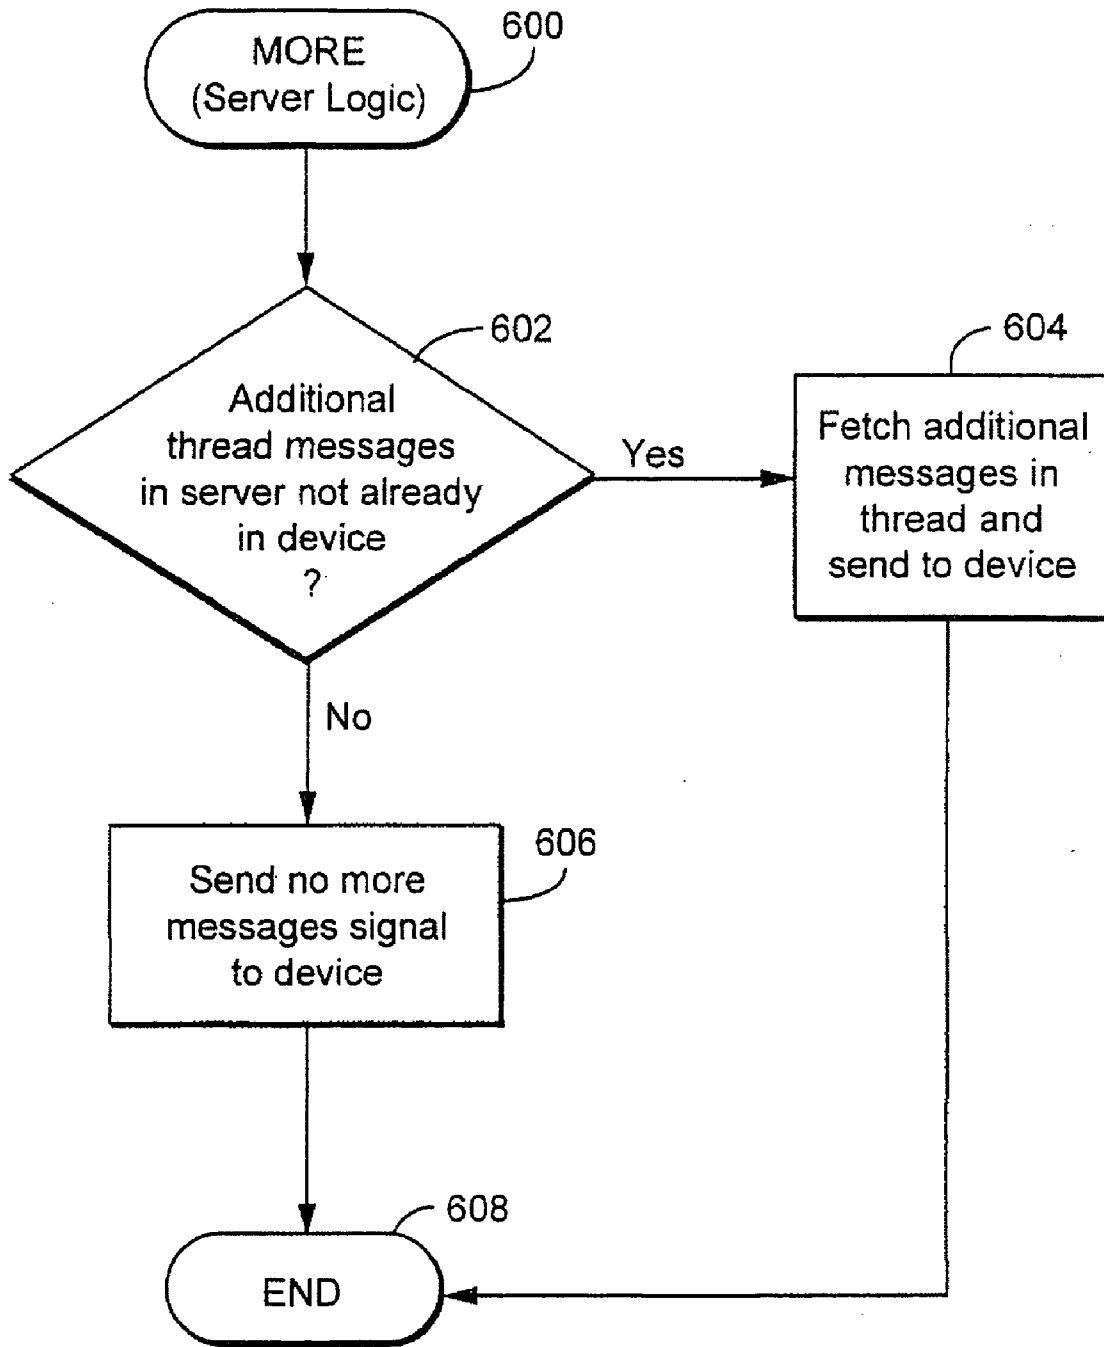 MORE
(Server Logic)
600
602
Additional
thread messages
in server not already
in device
?
Yes
604
Fetch additional
messages in
thread and
send to device
No
606
Send no more
messages signal
to device
608
END